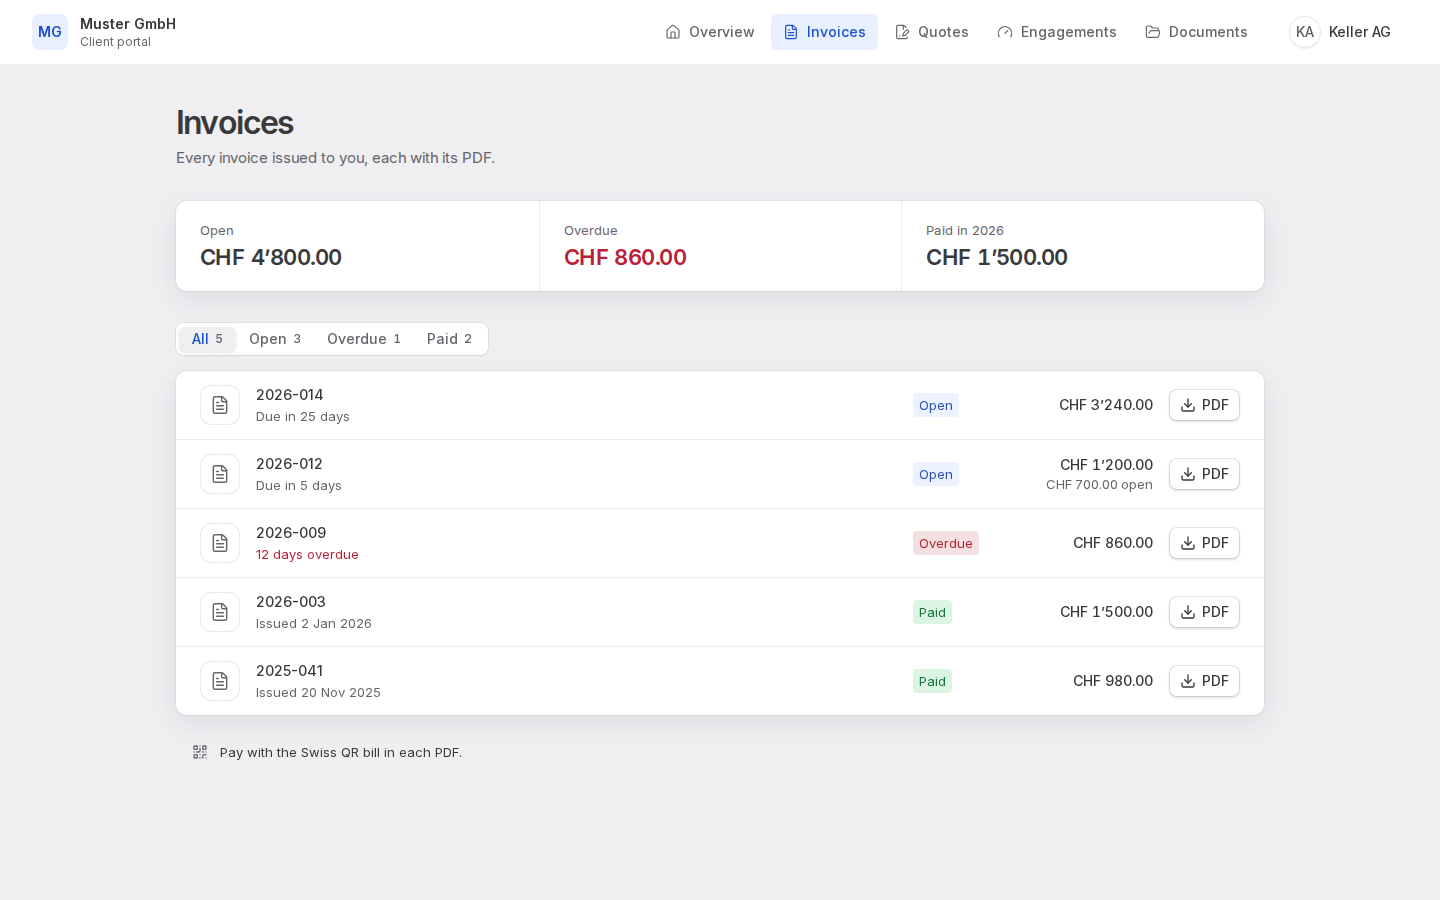 MG
Muster GmbH
Client portal
Overview
Invoices
Quotes
Engagements
Documents
KA
Keller AG
Invoices
Every invoice issued to you, each with its PDF.
Open
CHF 4’800.00
Overdue
CHF 860.00
Paid in 2026
CHF 1’500.00
All 5
Open 3
Overdue 1
Paid 2
2026-014
Due in 25 days
Open
CHF 3’240.00
PDF
2026-012
Due in 5 days
Open
CHF 1’200.00
CHF 700.00 open
PDF
2026-009
12 days overdue
Overdue
CHF 860.00
PDF
2026-003
Issued 2 Jan 2026
Paid
CHF 1’500.00
PDF
2025-041
Issued 20 Nov 2025
Paid
CHF 980.00
PDF
Pay with the Swiss QR bill in each PDF.